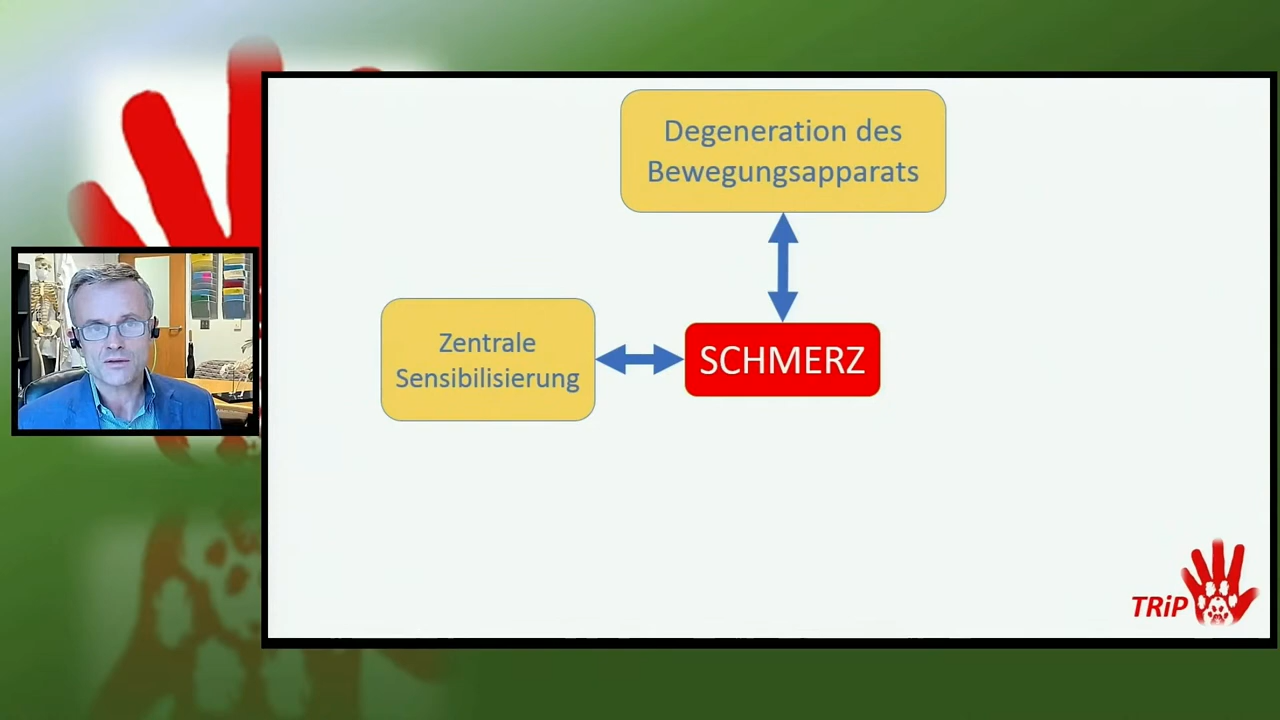 Degeneration des
Bewegungsapparats
Zentrale
Sensibilisierung
SCHMERZ
TRiP